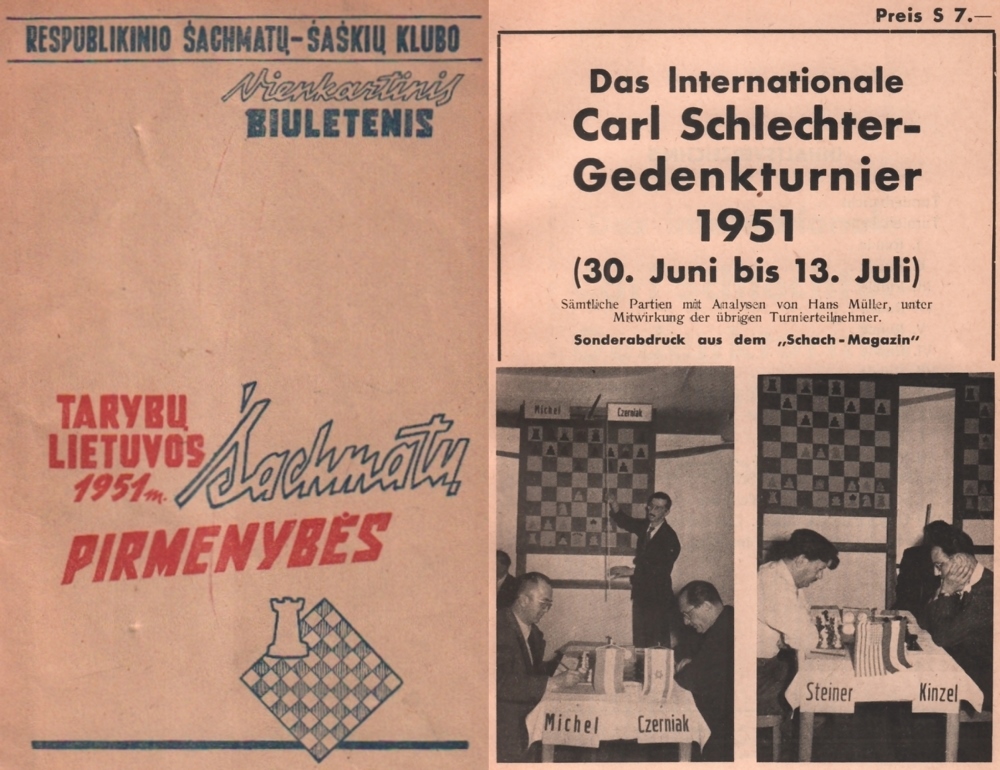 RESPUBLIKINIO ŠACHMATŲ-ŠAŠKIŲ KLUBO
Vienkartinis
BIULETENIS
TARYBŲ
LIETUVOS
1951 m.
Šachmatų
PIRMENYBĖS
Preis S 7.—
Das Internationale
Carl Schlechter-
Gedenkturnier
1951
(30. Juni bis 13. Juli)
Sämtliche Partien mit Analysen von Hans Müller, unter
Mitwirkung der übrigen Turnierteilnehmer.
Sonderabdruck aus dem „Schach-Magazin“
Michel
Czerniak
Michel
Czerniak
Steiner
Kinzel